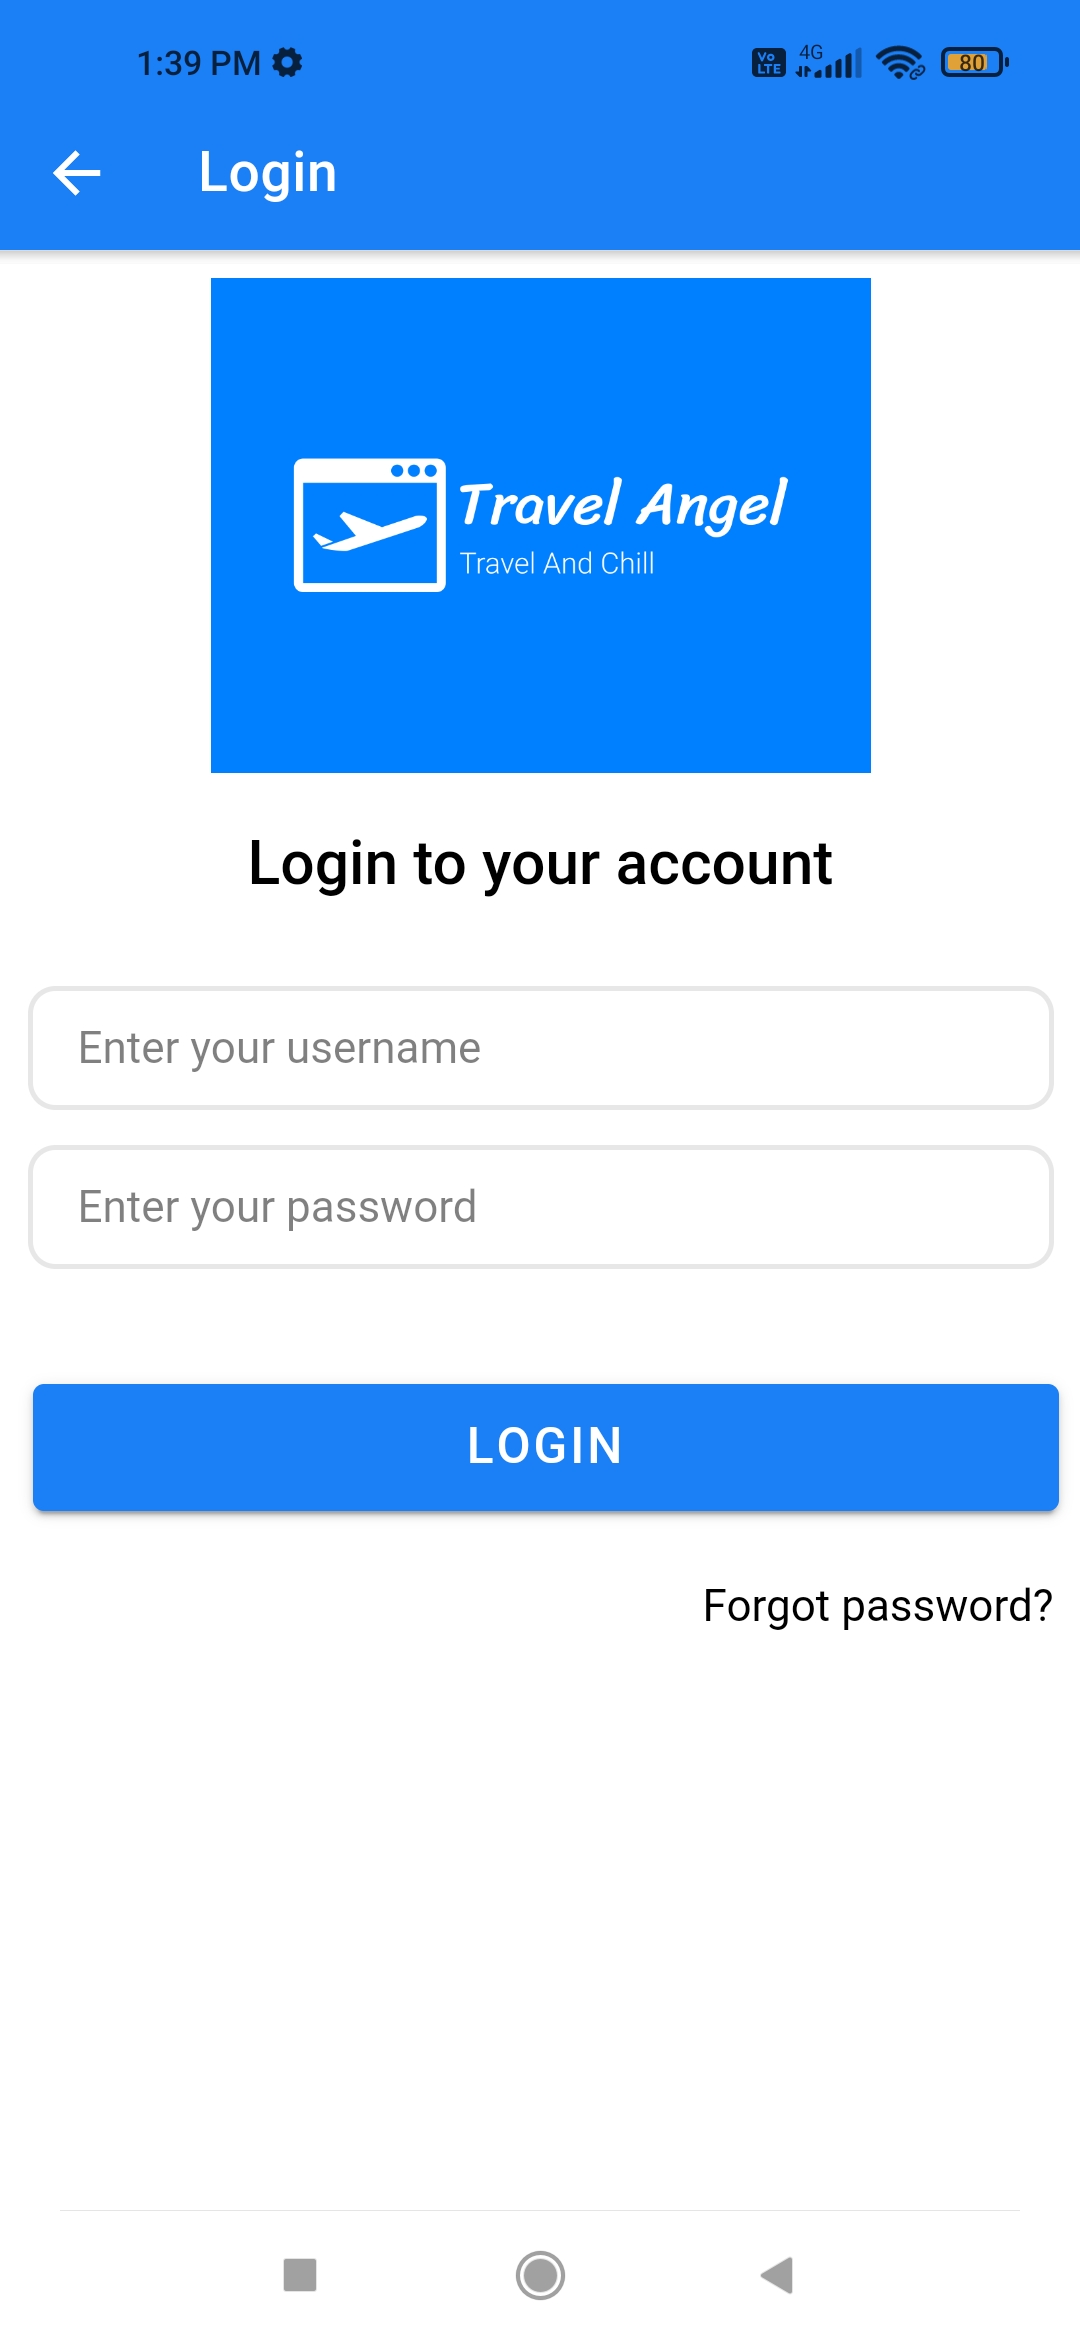 1:39 PM
Vo LTE 4G 80
Login
Travel Angel
Travel And Chill
Login to your account
Enter your username
Enter your password
LOGIN
Forgot password?